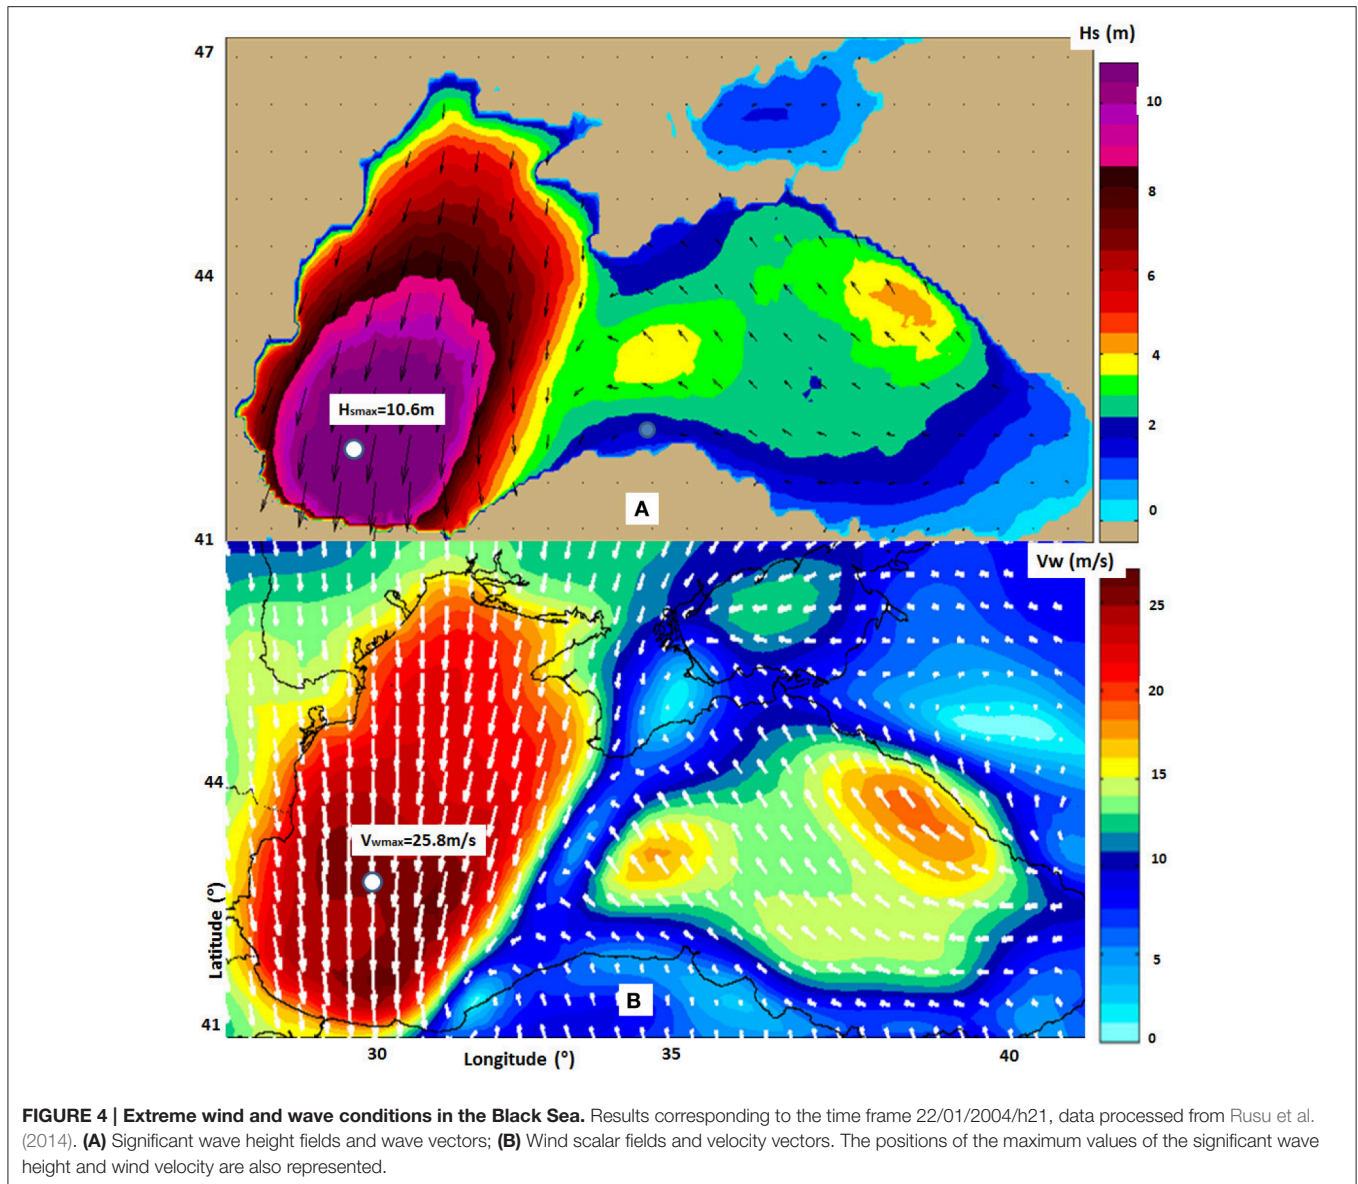 Hs (m)
47
10
8
44
6
4
Hsmax=10.6m
2
0
A
41
Vw (m/s)
25
20
44
15
Vwmax=25.8m/s
10
Latitude (°)
5
B
41
0
30
35
40
Longitude (°)
FIGURE 4 | Extreme wind and wave conditions in the Black Sea. Results corresponding to the time frame 22/01/2004/h21, data processed from Rusu et al.
(2014). (A) Significant wave height fields and wave vectors; (B) Wind scalar fields and velocity vectors. The positions of the maximum values of the significant wave
height and wind velocity are also represented.